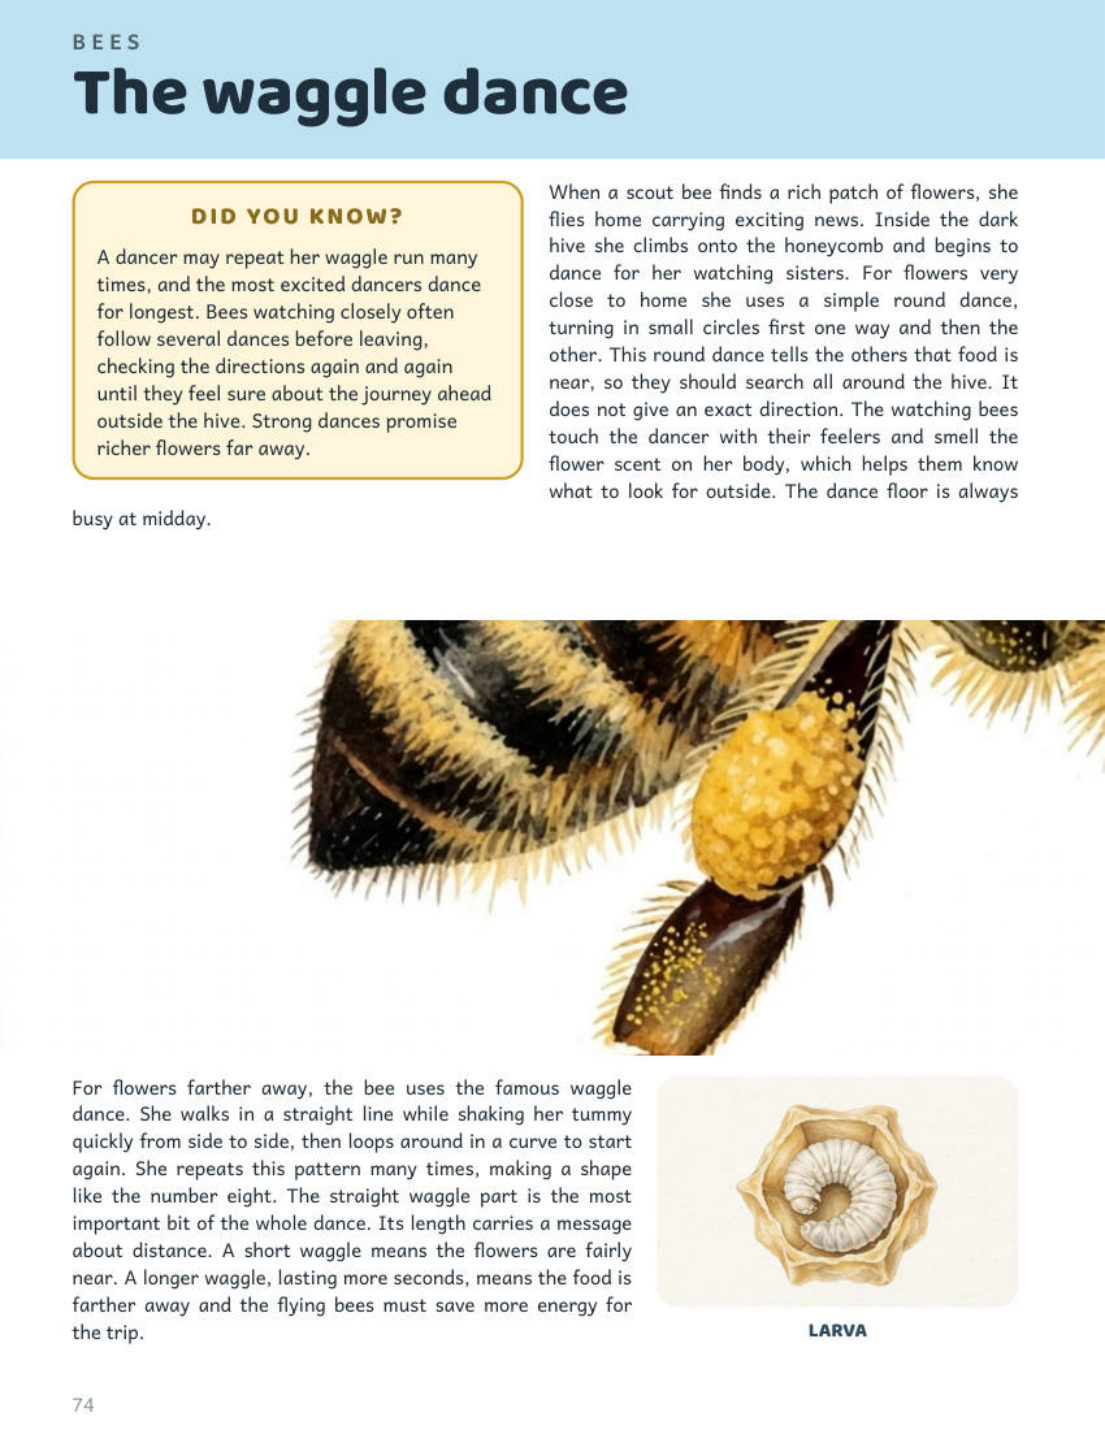 BEES
The waggle dance
DID YOU KNOW?
A dancer may repeat her waggle run many
times, and the most excited dancers dance
for longest. Bees watching closely often
follow several dances before leaving,
checking the directions again and again
until they feel sure about the journey ahead
outside the hive. Strong dances promise
richer flowers far away.
When a scout bee finds a rich patch of flowers, she
flies home carrying exciting news. Inside the dark
hive she climbs onto the honeycomb and begins to
dance for her watching sisters. For flowers very
close to home she uses a simple round dance,
turning in small circles first one way and then the
other. This round dance tells the others that food is
near, so they should search all around the hive. It
does not give an exact direction. The watching bees
touch the dancer with their feelers and smell the
flower scent on her body, which helps them know
what to look for outside. The dance floor is always
busy at midday.
For flowers farther away, the bee uses the famous waggle
dance. She walks in a straight line while shaking her tummy
quickly from side to side, then loops around in a curve to start
again. She repeats this pattern many times, making a shape
like the number eight. The straight waggle part is the most
important bit of the whole dance. Its length carries a message
about distance. A short waggle means the flowers are fairly
near. A longer waggle, lasting more seconds, means the food is
farther away and the flying bees must save more energy for
the trip.
LARVA
74